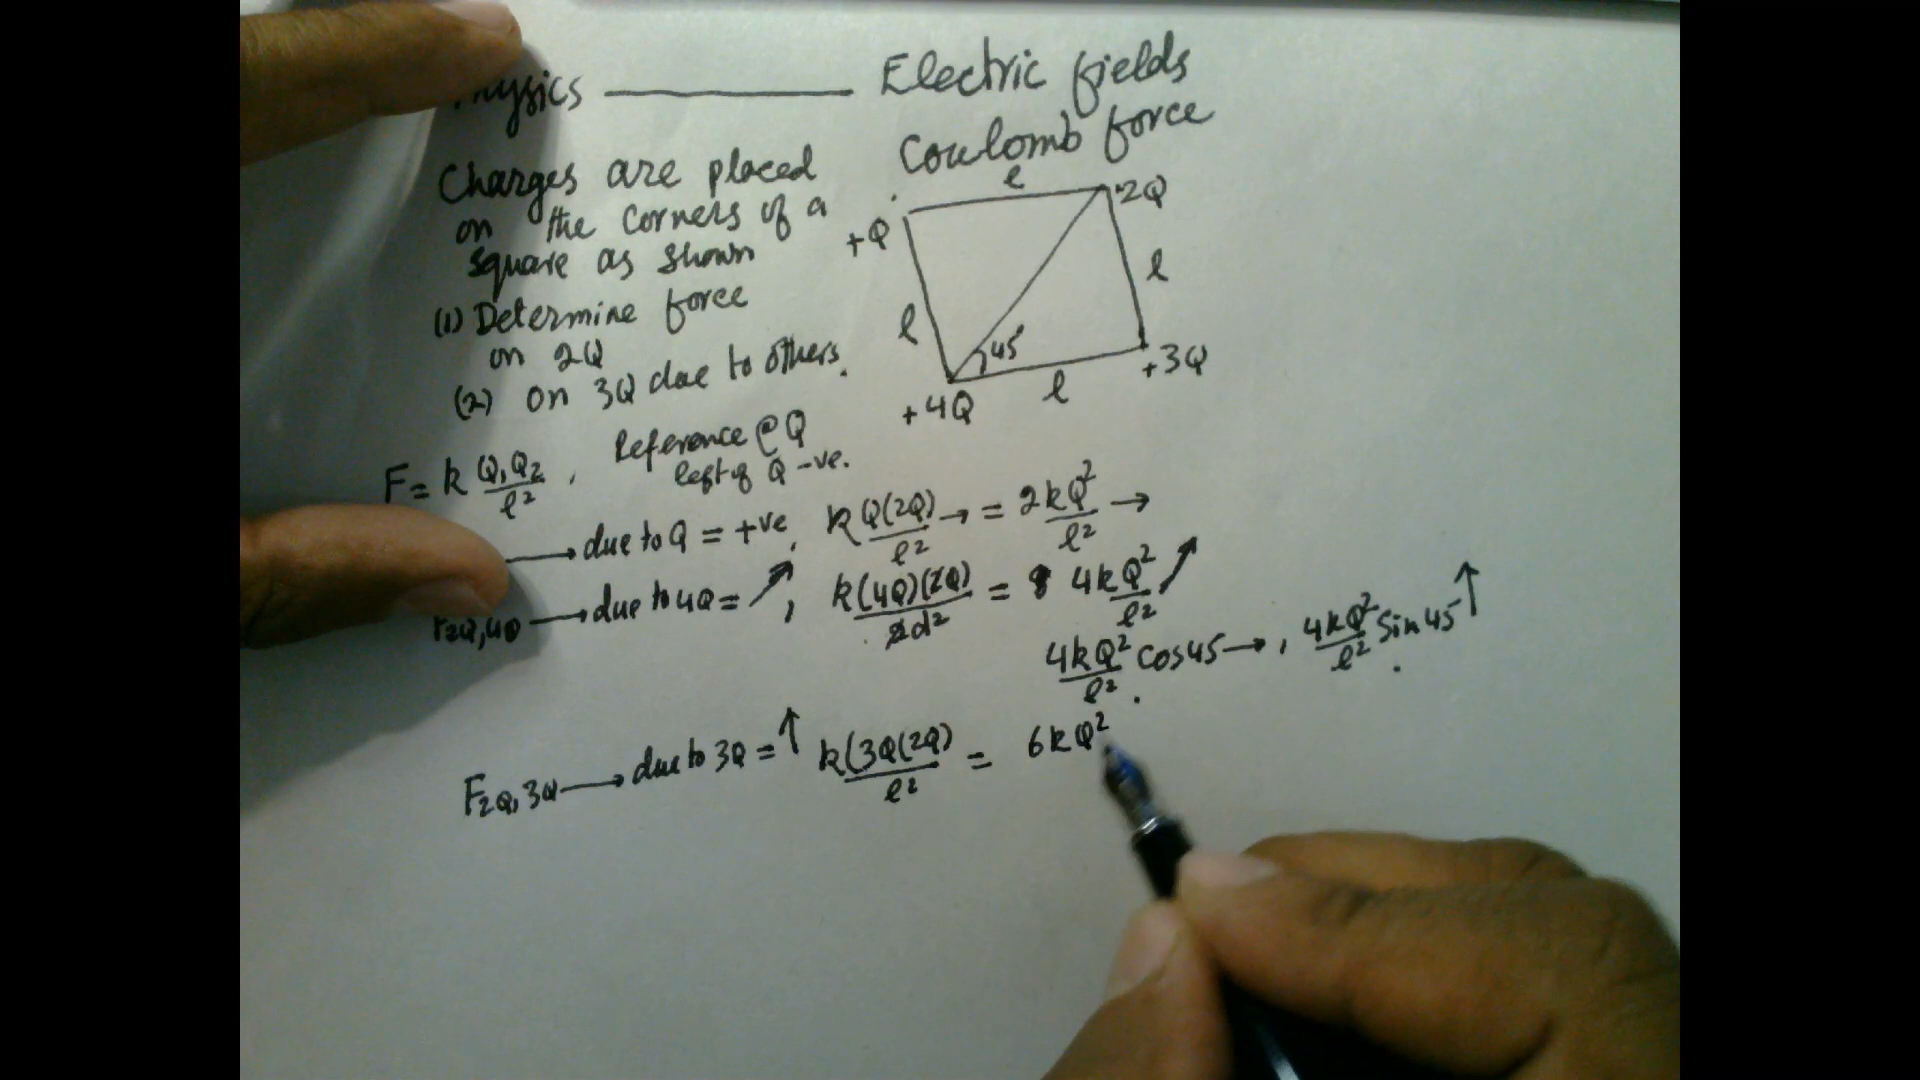 Physics ——— Electric fields
Coulomb force
Charges are placed
on the corners of a
square as shown
(1) Determine force
on 2Q
(2) on 3Q due to others.
l
2Q
+Q
l
l
45°
+3Q
+4Q
l
F = k Q₁Q₂/l² , Reference @ Q
left of Q -ve.
⟶ due to Q = +ve, k Q(2Q)/l² → = 2kQ²/l² →
F2Q,4Q ⟶ due to 4Q = ↗, k(4Q)(2Q)/2d² = 4kQ²/l² ↗
4kQ²/l² cos45 →, 4kQ²/l² Sin45 ↑
F2Q,3Q ⟶ due to 3Q = ↑ k(3Q(2Q)/l² = 6kQ²